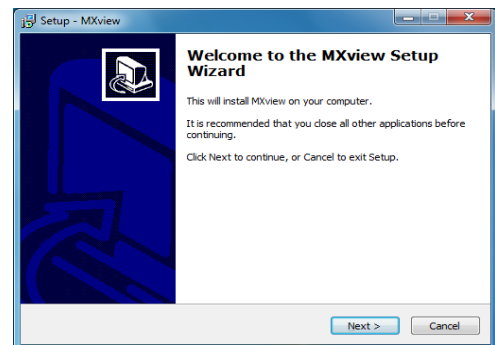 Setup - MXview
Welcome to the MXview Setup
Wizard
This will install MXview on your computer.
It is recommended that you close all other applications before
continuing.
Click Next to continue, or Cancel to exit Setup.
Next >
Cancel